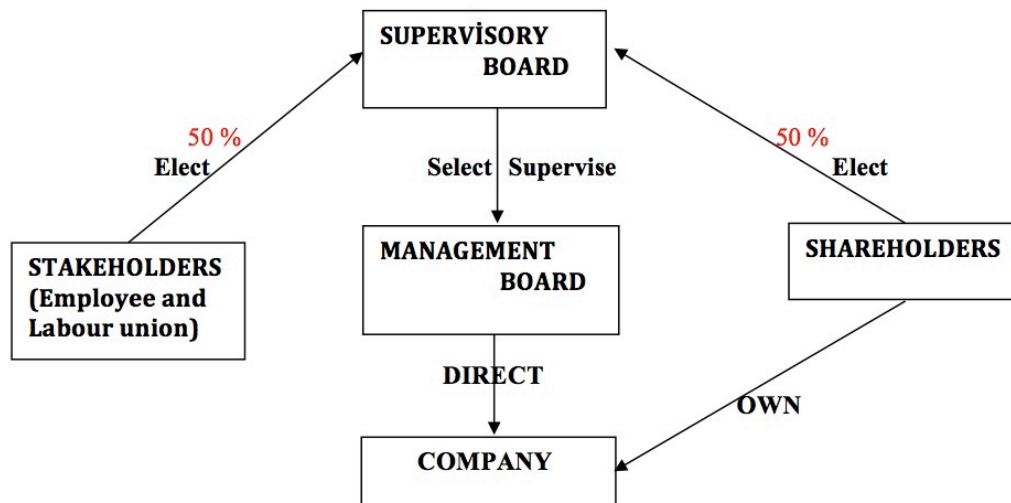 SUPERVİSORY
BOARD
50 %
Elect
50 %
Elect
Select Supervise
STAKEHOLDERS
(Employee and
Labour union)
MANAGEMENT
BOARD
SHAREHOLDERS
DIRECT
OWN
COMPANY